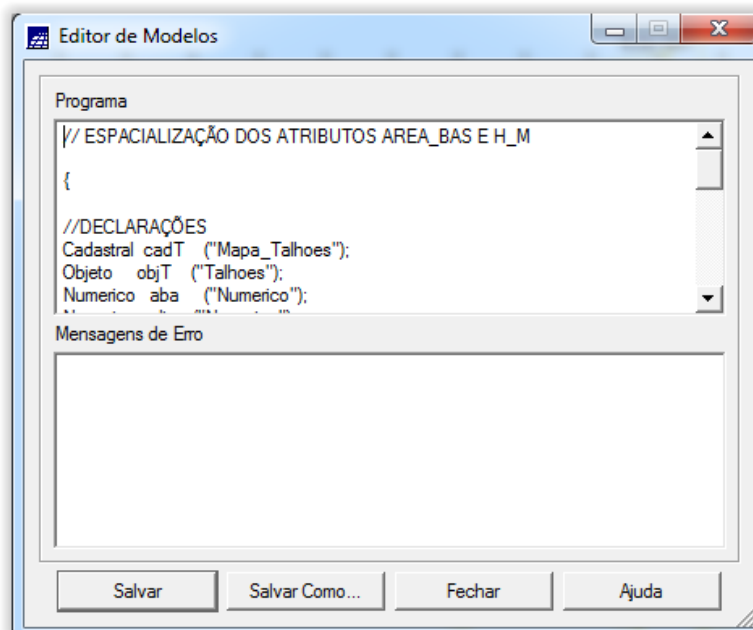 Editor de Modelos
Programa
// ESPACIALIZAÇÃO DOS ATRIBUTOS AREA_BAS E H_M
{
//DECLARAÇÕES
Cadastral cadT ("Mapa_Talhoes");
Objeto objT ("Talhoes");
Numerico aba ("Numerico");
Mensagens de Erro
Salvar Salvar Como... Fechar Ajuda